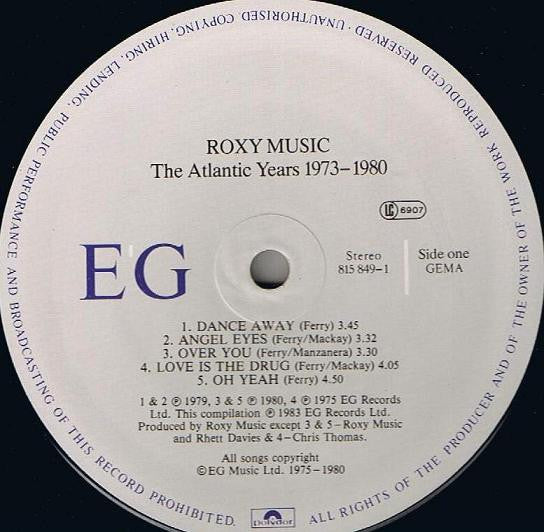 ROXY MUSIC
The Atlantic Years 1973–1980
LC 6907
EG
Stereo
815 849–1
Side one
GEMA
1. DANCE AWAY (Ferry) 3.45
2. ANGEL EYES (Ferry/Mackay) 3.32
3. OVER YOU (Ferry/Manzanera) 3.30
4. LOVE IS THE DRUG (Ferry/Mackay) 4.05
5. OH YEAH (Ferry) 4.50
1 & 2 ℗ 1979, 3 & 5 ℗ 1980, 4 ℗ 1975 EG Records
Ltd. This compilation ℗ 1983 EG Records Ltd.
Produced by Roxy Music except 3 & 5–Roxy Music
and Rhett Davies & 4–Chris Thomas.
All songs copyright
© EG Music Ltd. 1975–1980
polydor
ALL RIGHTS OF THE PRODUCER AND OF THE OWNER OF THE WORK REPRODUCED RESERVED · UNAUTHORISED COPYING, HIRING, LENDING, PUBLIC PERFORMANCE AND BROADCASTING OF THIS RECORD PROHIBITED.